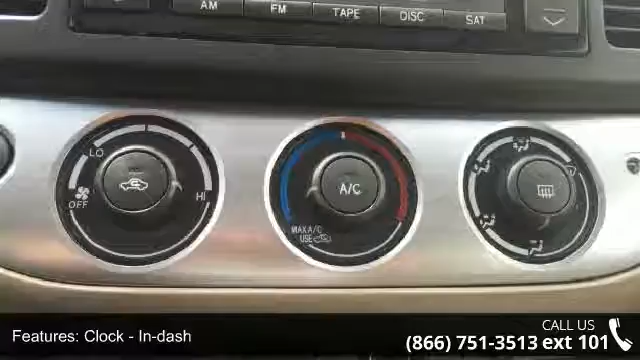 AM FM TAPE DISC SAT
LO
HI
OFF
A/C
MAX A/C
USE
Features: Clock - In-dash
CALL US
(866) 751-3513 ext 101